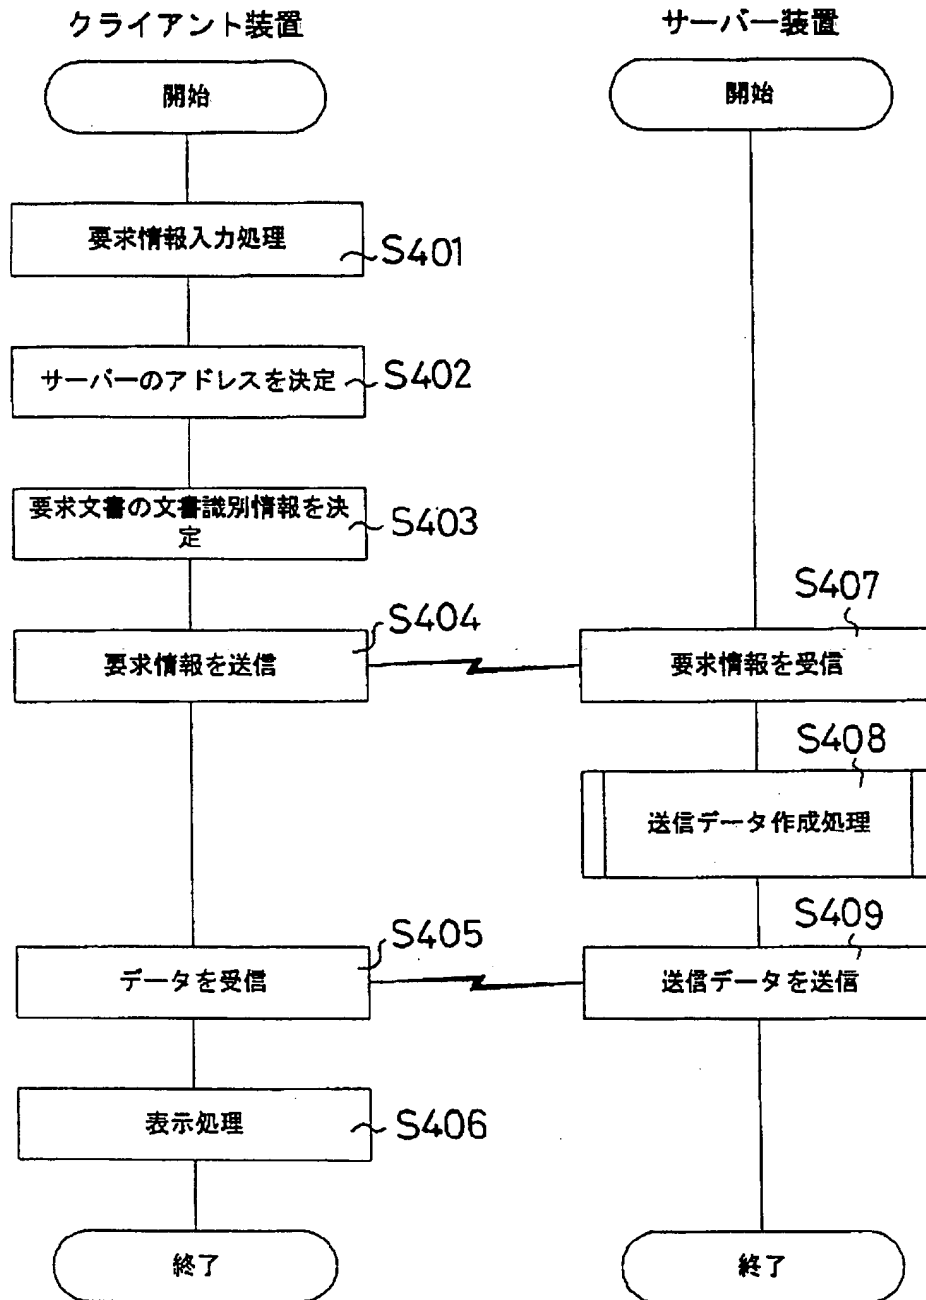 クライアント装置
サーバー装置
開始
開始
要求情報入力処理
S401
サーバーのアドレスを決定
S402
要求文書の文書識別情報を決
定
S403
要求情報を送信
S404
要求情報を受信
S407
送信データ作成処理
S408
データを受信
S405
送信データを送信
S409
表示処理
S406
終了
終了